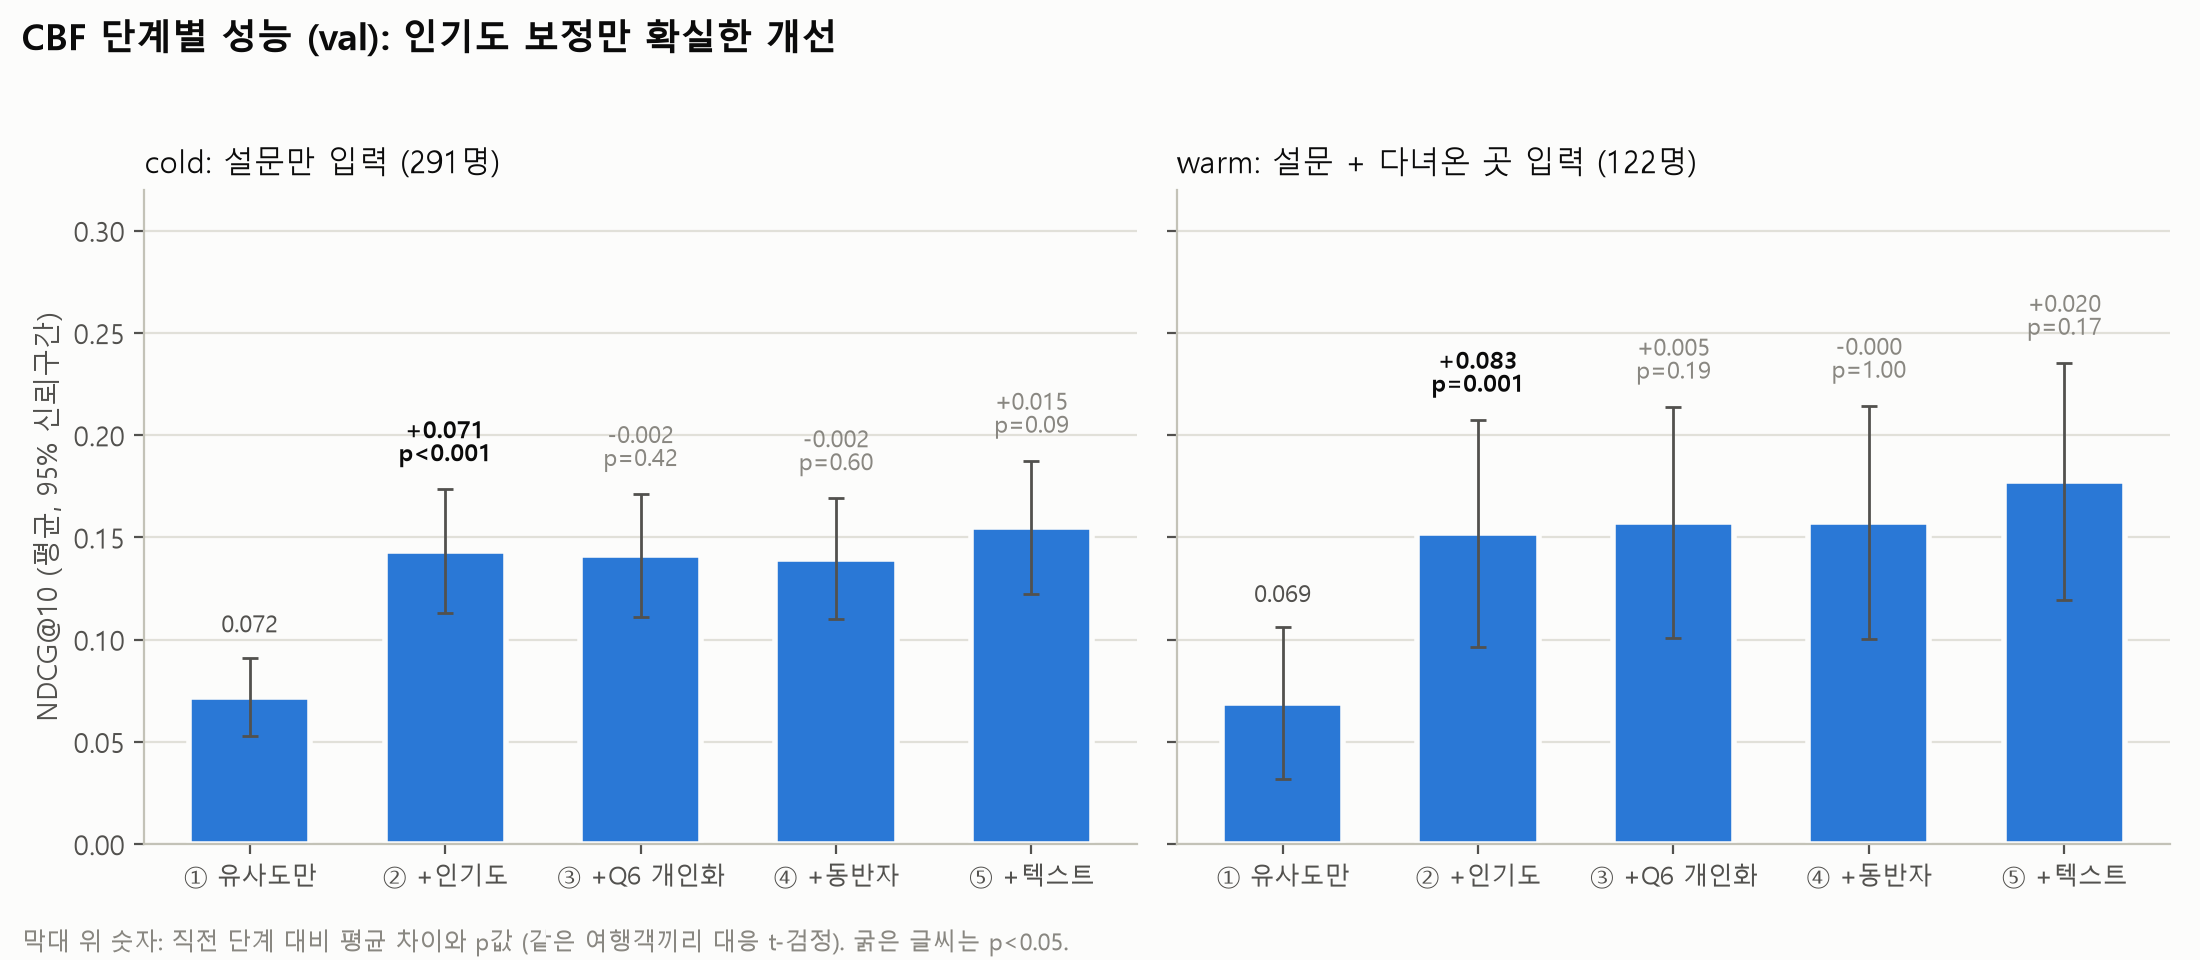 CBF 단계별 성능 (val): 인기도 보정만 확실한 개선
cold: 설문만 입력 (291명)
NDCG@10 (평균, 95% 신뢰구간)
0.30
0.25
0.20
0.15
0.10
0.05
0.00
0.072
+0.071
p<0.001
-0.002
p=0.42
-0.002
p=0.60
+0.015
p=0.09
① 유사도만
② +인기도
③ +Q6 개인화
④ +동반자
⑤ +텍스트
warm: 설문 + 다녀온 곳 입력 (122명)
0.069
+0.083
p=0.001
+0.005
p=0.19
-0.000
p=1.00
+0.020
p=0.17
① 유사도만
② +인기도
③ +Q6 개인화
④ +동반자
⑤ +텍스트
막대 위 숫자: 직전 단계 대비 평균 차이와 p값 (같은 여행객끼리 대응 t-검정). 굵은 글씨는 p<0.05.